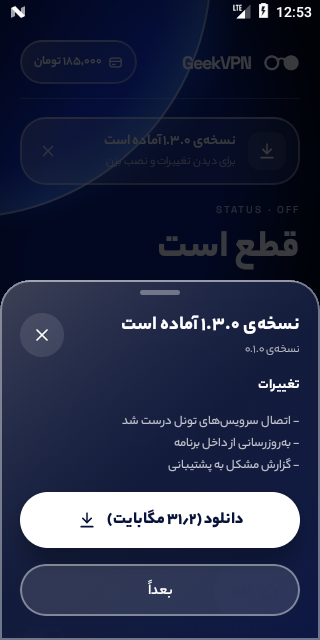 LTE 12:53
۱۸۵,۰۰۰ تومان
GeekVPN
نسخه‌ی ۱.۳.۰ آماده است
برای دیدن تغییرات و نصب بزن
STATUS · OFF
قطع است
نسخه‌ی ۱.۳.۰ آماده است
نسخه‌ی ۰.۱.۰
تغییرات
- اتصال سرویس‌های تونل درست شد
- به‌روزرسانی از داخل برنامه
- گزارش مشکل به پشتیبانی
دانلود (۳۱٫۲ مگابایت)
بعداً